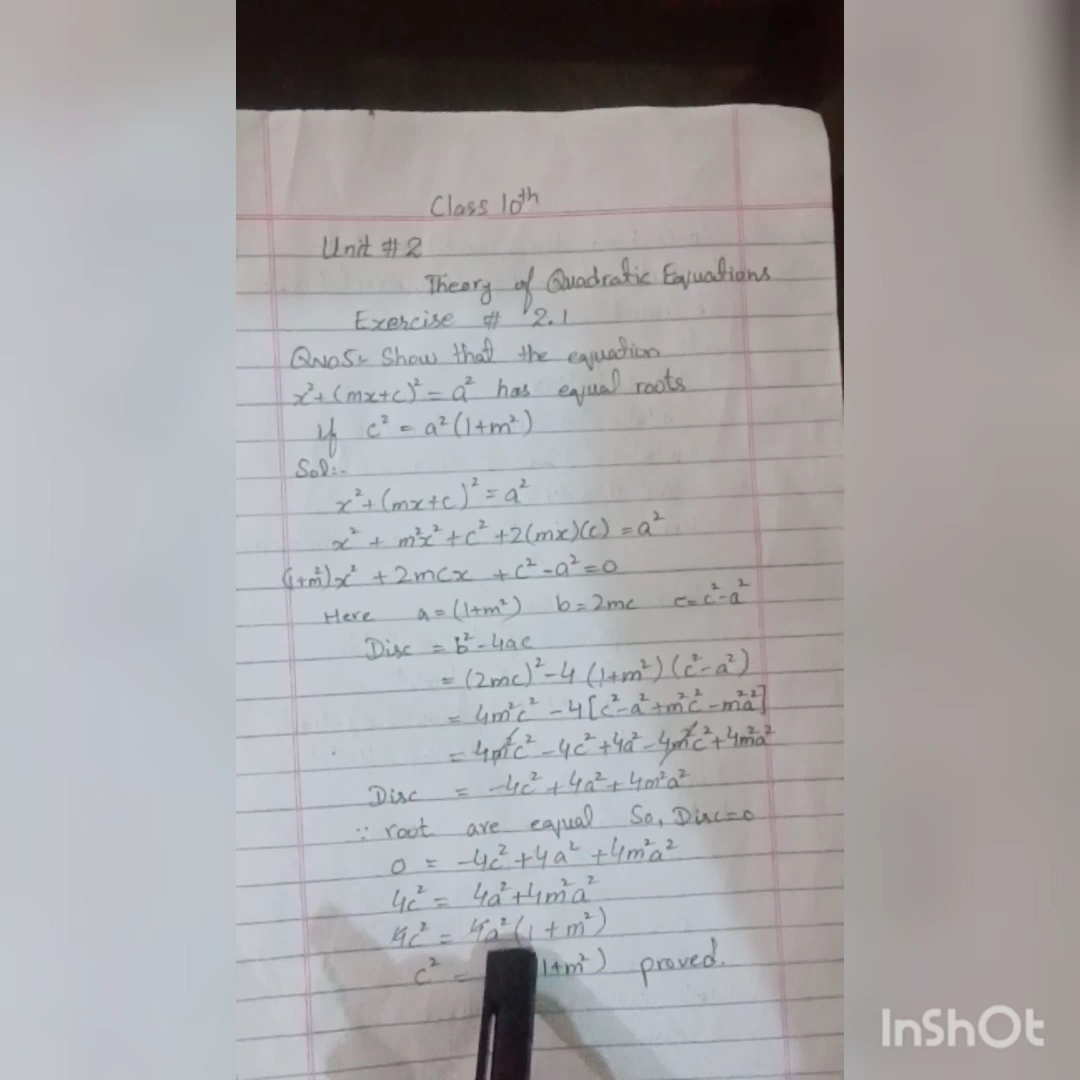 Class 10th
Unit # 2
Theory of Quadratic Equations
Exercise # 2.1
QNo5:- Show that the equation
x²+(mx+c)² = a² has equal roots
if c² = a²(1+m²)
Sol:-
x²+(mx+c)² = a²
x² + m²x² + c² + 2(mx)(c) = a²
(1+m²)x² + 2mcx + c²-a² = 0
Here a = (1+m²) b = 2mc c = c²-a²
Disc = b²-4ac
= (2mc)²-4 (1+m²) (c²-a²)
= 4m²c² -4[c²-a²+m²c²-m²a²]
= 4m²c² -4c²+4a²-4m²c²+4m²a²
Disc = -4c²+4a²+4m²a²
∵ root are equal So, Disc=0
0 = -4c²+4a²+4m²a²
4c² = 4a²+4m²a²
4c² = 4a²(1+m²)
c² = 1+m²) proved.
InShOt